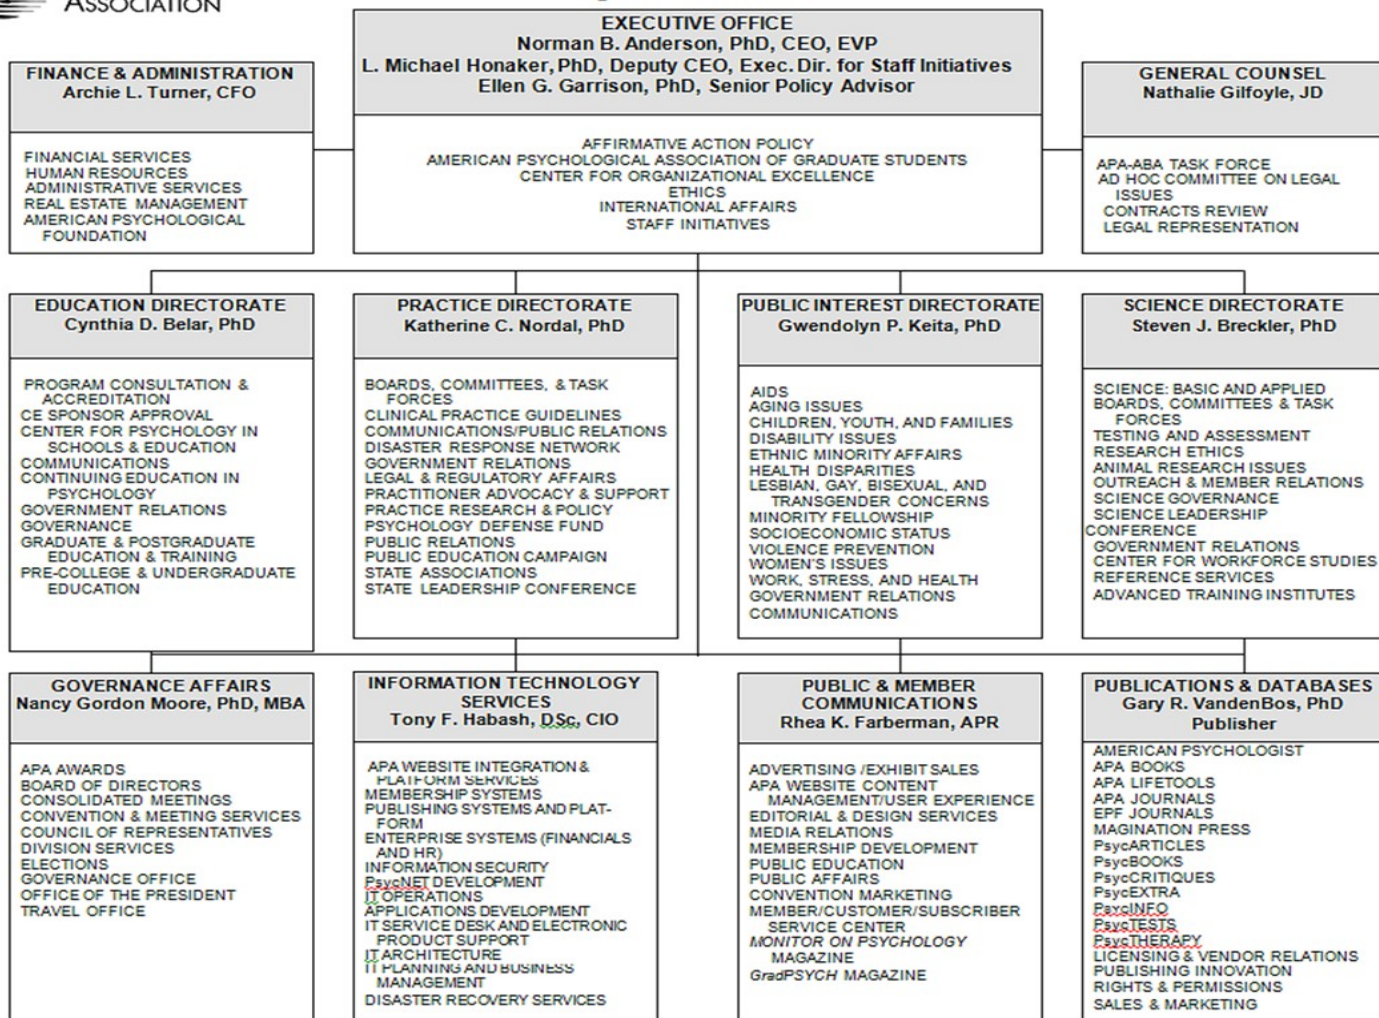 ASSOCIATION
EXECUTIVE OFFICE
Norman B. Anderson, PhD, CEO, EVP
L. Michael Honaker, PhD, Deputy CEO, Exec. Dir. for Staff Initiatives
Ellen G. Garrison, PhD, Senior Policy Advisor
AFFIRMATIVE ACTION POLICY
AMERICAN PSYCHOLOGICAL ASSOCIATION OF GRADUATE STUDENTS
CENTER FOR ORGANIZATIONAL EXCELLENCE
ETHICS
INTERNATIONAL AFFAIRS
STAFF INITIATIVES
FINANCE & ADMINISTRATION
Archie L. Turner, CFO
FINANCIAL SERVICES
HUMAN RESOURCES
ADMINISTRATIVE SERVICES
REAL ESTATE MANAGEMENT
AMERICAN PSYCHOLOGICAL
FOUNDATION
GENERAL COUNSEL
Nathalie Gilfoyle, JD
APA-ABA TASK FORCE
AD HOC COMMITTEE ON LEGAL
ISSUES
CONTRACTS REVIEW
LEGAL REPRESENTATION
EDUCATION DIRECTORATE
Cynthia D. Belar, PhD
PROGRAM CONSULTATION &
ACCREDITATION
CE SPONSOR APPROVAL
CENTER FOR PSYCHOLOGY IN
SCHOOLS & EDUCATION
COMMUNICATIONS
CONTINUING EDUCATION IN
PSYCHOLOGY
GOVERNMENT RELATIONS
GOVERNANCE
GRADUATE & POSTGRADUATE
EDUCATION & TRAINING
PRE-COLLEGE & UNDERGRADUATE
EDUCATION
PRACTICE DIRECTORATE
Katherine C. Nordal, PhD
BOARDS, COMMITTEES, & TASK
FORCES
CLINICAL PRACTICE GUIDELINES
COMMUNICATIONS/PUBLIC RELATIONS
DISASTER RESPONSE NETWORK
GOVERNMENT RELATIONS
LEGAL & REGULATORY AFFAIRS
PRACTITIONER ADVOCACY & SUPPORT
PRACTICE RESEARCH & POLICY
PSYCHOLOGY DEFENSE FUND
PUBLIC RELATIONS
PUBLIC EDUCATION CAMPAIGN
STATE ASSOCIATIONS
STATE LEADERSHIP CONFERENCE
PUBLIC INTEREST DIRECTORATE
Gwendolyn P. Keita, PhD
AIDS
AGING ISSUES
CHILDREN, YOUTH, AND FAMILIES
DISABILITY ISSUES
ETHNIC MINORITY AFFAIRS
HEALTH DISPARITIES
LESBIAN, GAY, BISEXUAL, AND
TRANSGENDER CONCERNS
MINORITY FELLOWSHIP
SOCIOECONOMIC STATUS
VIOLENCE PREVENTION
WOMEN'S ISSUES
WORK, STRESS, AND HEALTH
GOVERNMENT RELATIONS
COMMUNICATIONS
SCIENCE DIRECTORATE
Steven J. Breckler, PhD
SCIENCE: BASIC AND APPLIED
BOARDS, COMMITTEES & TASK
FORCES
TESTING AND ASSESSMENT
RESEARCH ETHICS
ANIMAL RESEARCH ISSUES
OUTREACH & MEMBER RELATIONS
SCIENCE GOVERNANCE
SCIENCE LEADERSHIP
CONFERENCE
GOVERNMENT RELATIONS
CENTER FOR WORKFORCE STUDIES
REFERENCE SERVICES
ADVANCED TRAINING INSTITUTES
GOVERNANCE AFFAIRS
Nancy Gordon Moore, PhD, MBA
APA AWARDS
BOARD OF DIRECTORS
CONSOLIDATED MEETINGS
CONVENTION & MEETING SERVICES
COUNCIL OF REPRESENTATIVES
DIVISION SERVICES
ELECTIONS
GOVERNANCE OFFICE
OFFICE OF THE PRESIDENT
TRAVEL OFFICE
INFORMATION TECHNOLOGY
SERVICES
Tony F. Habash, DSc, CIO
APA WEBSITE INTEGRATION &
PLATFORM SERVICES
MEMBERSHIP SYSTEMS
PUBLISHING SYSTEMS AND PLAT-
FORM
ENTERPRISE SYSTEMS (FINANCIALS
AND HR)
INFORMATION SECURITY
PsycNET DEVELOPMENT
IT OPERATIONS
APPLICATIONS DEVELOPMENT
IT SERVICE DESK AND ELECTRONIC
PRODUCT SUPPORT
IT ARCHITECTURE
IT PLANNING AND BUSINESS
MANAGEMENT
DISASTER RECOVERY SERVICES
PUBLIC & MEMBER
COMMUNICATIONS
Rhea K. Farberman, APR
ADVERTISING /EXHIBIT SALES
APA WEBSITE CONTENT
MANAGEMENT/USER EXPERIENCE
EDITORIAL & DESIGN SERVICES
MEDIA RELATIONS
MEMBERSHIP DEVELOPMENT
PUBLIC EDUCATION
PUBLIC AFFAIRS
CONVENTION MARKETING
MEMBER/CUSTOMER/SUBSCRIBER
SERVICE CENTER
MONITOR ON PSYCHOLOGY
MAGAZINE
GradPSYCH MAGAZINE
PUBLICATIONS & DATABASES
Gary R. VandenBos, PhD
Publisher
AMERICAN PSYCHOLOGIST
APA BOOKS
APA LIFETOOLS
APA JOURNALS
EPF JOURNALS
MAGINATION PRESS
PsycARTICLES
PsycBOOKS
PsycCRITIQUES
PsycEXTRA
PsycINFO
PsycTESTS
PsycTHERAPY
LICENSING & VENDOR RELATIONS
PUBLISHING INNOVATION
RIGHTS & PERMISSIONS
SALES & MARKETING